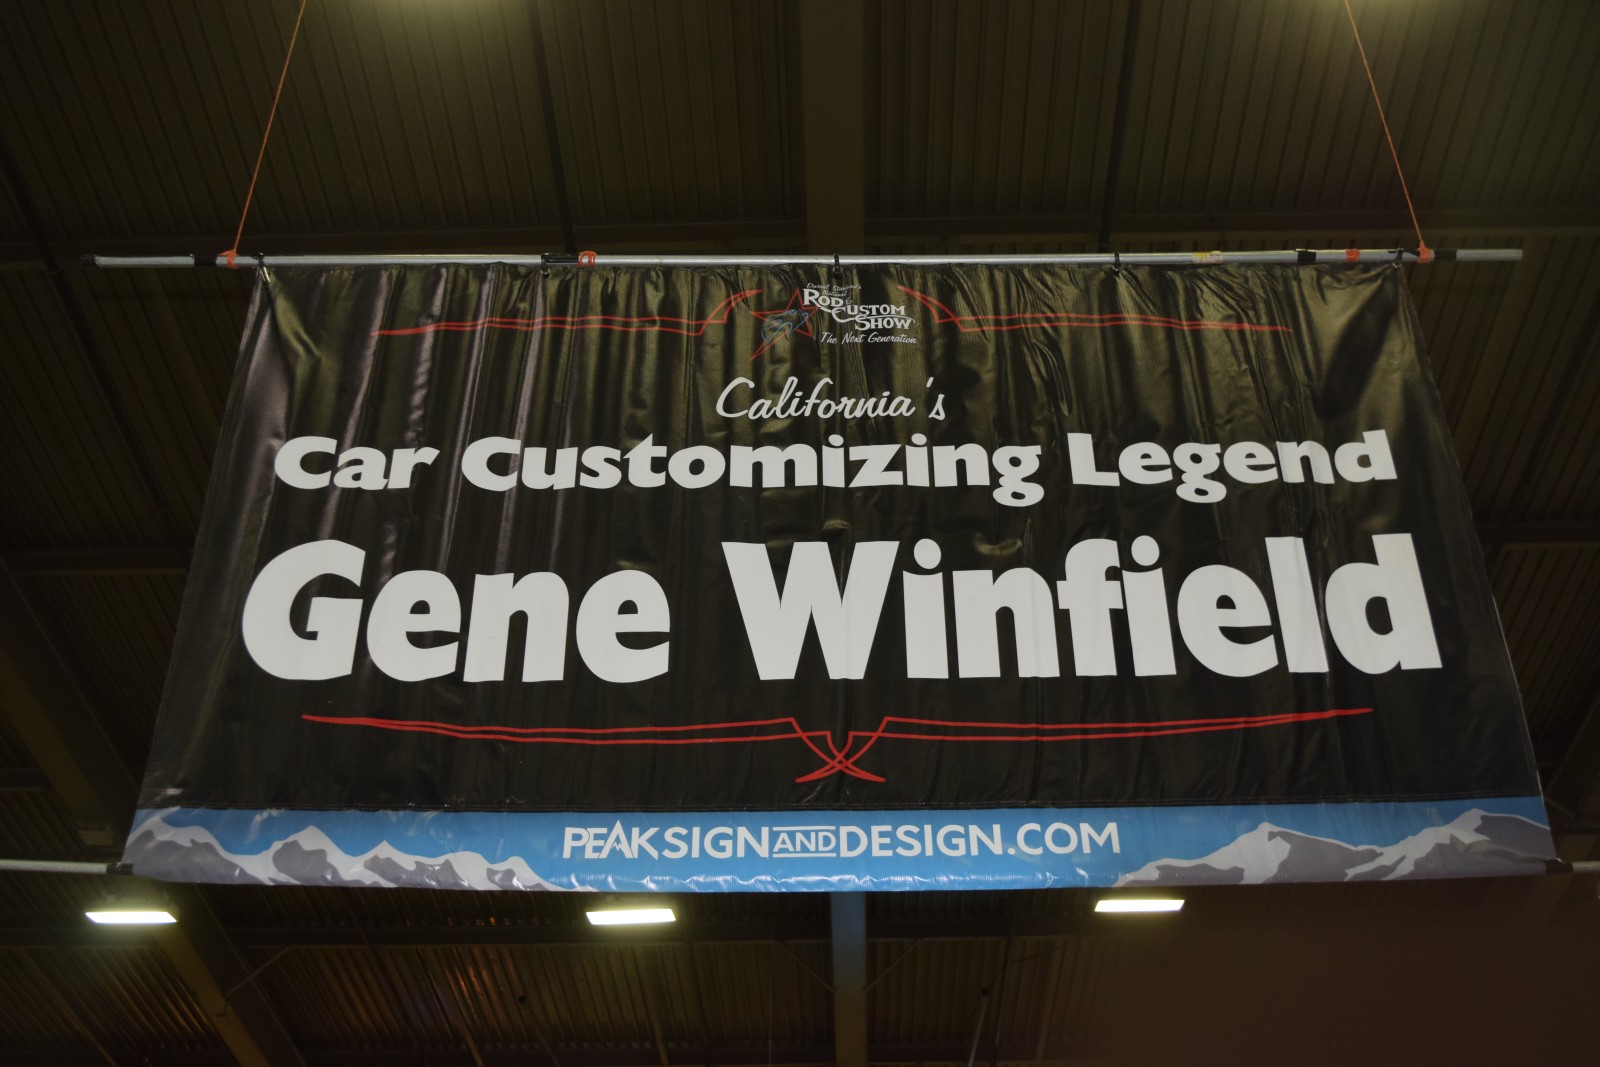 Rod &
Custom
Show
The Next Generation
California's
Car Customizing Legend
Gene Winfield
PEAKSIGNANDDESIGN.COM